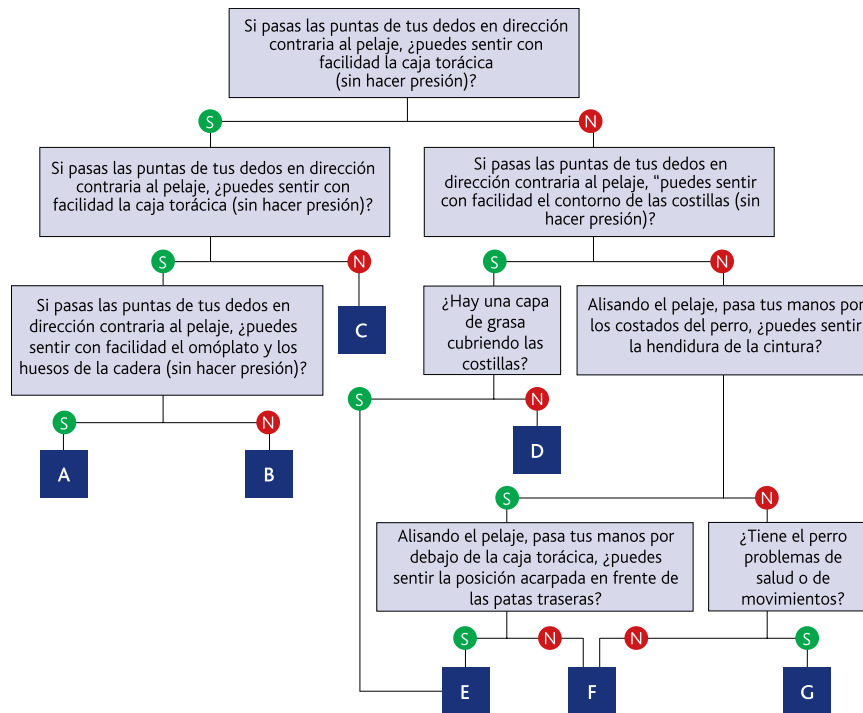 Si pasas las puntas de tus dedos en dirección
contraria al pelaje, ¿puedes sentir con
facilidad la caja torácica
(sin hacer presión)?
S
N
Si pasas las puntas de tus dedos en dirección
contraria al pelaje, ¿puedes sentir con
facilidad la caja torácica (sin hacer presión)?
Si pasas las puntas de tus dedos en
dirección contraria al pelaje, "puedes sentir
con facilidad el contorno de las costillas (sin
hacer presión)?
S
N
S
N
Si pasas las puntas de tus dedos en
dirección contraria al pelaje, ¿puedes
sentir con facilidad el omóplato y los
huesos de la cadera (sin hacer presión)?
C
¿Hay una capa
de grasa
cubriendo las
costillas?
Alisando el pelaje, pasa tus manos por
los costados del perro, ¿puedes sentir
la hendidura de la cintura?
S
N
S
N
A
B
D
S
N
Alisando el pelaje, pasa tus manos por
debajo de la caja torácica, ¿puedes
sentir la posición acarpada en frente de
las patas traseras?
¿Tiene el perro
problemas de
salud o de
movimientos?
S
N
N
S
E
F
G